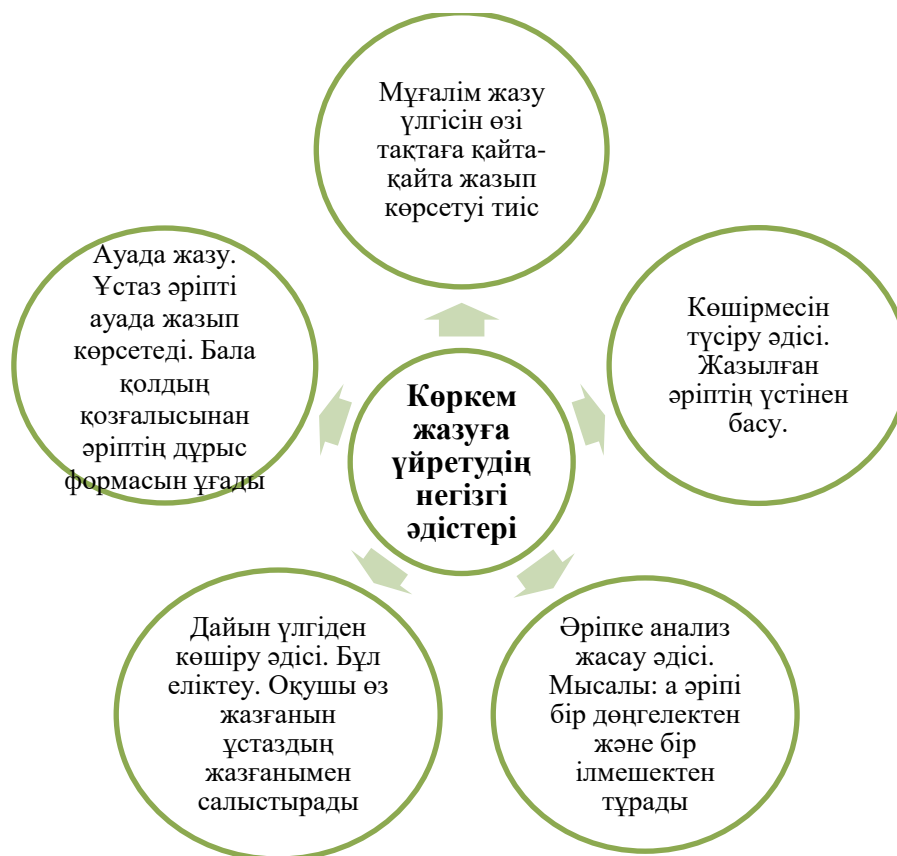 Мұғалім жазу
үлгісін өзі
тақтаға қайта-
қайта жазып
көрсетуі тиіс
Ауада жазу.
Ұстаз әріпті
ауада жазып
көрсетеді. Бала
қолдың
қозғалысынан
әріптің дұрыс
формасын ұғады
Көшірмесін
түсіру әдісі.
Жазылған
әріптің үстінен
басу.
Көркем
жазуға
үйретудің
негізгі
әдістері
Дайын үлгіден
көшіру әдісі. Бұл
еліктеу. Оқушы өз
жазғанын
ұстаздың
жазғанымен
салыстырады
Әріпке анализ
жасау әдісі.
Мысалы: а әріпі
бір дөңгелектен
және бір
ілмешектен
тұрады